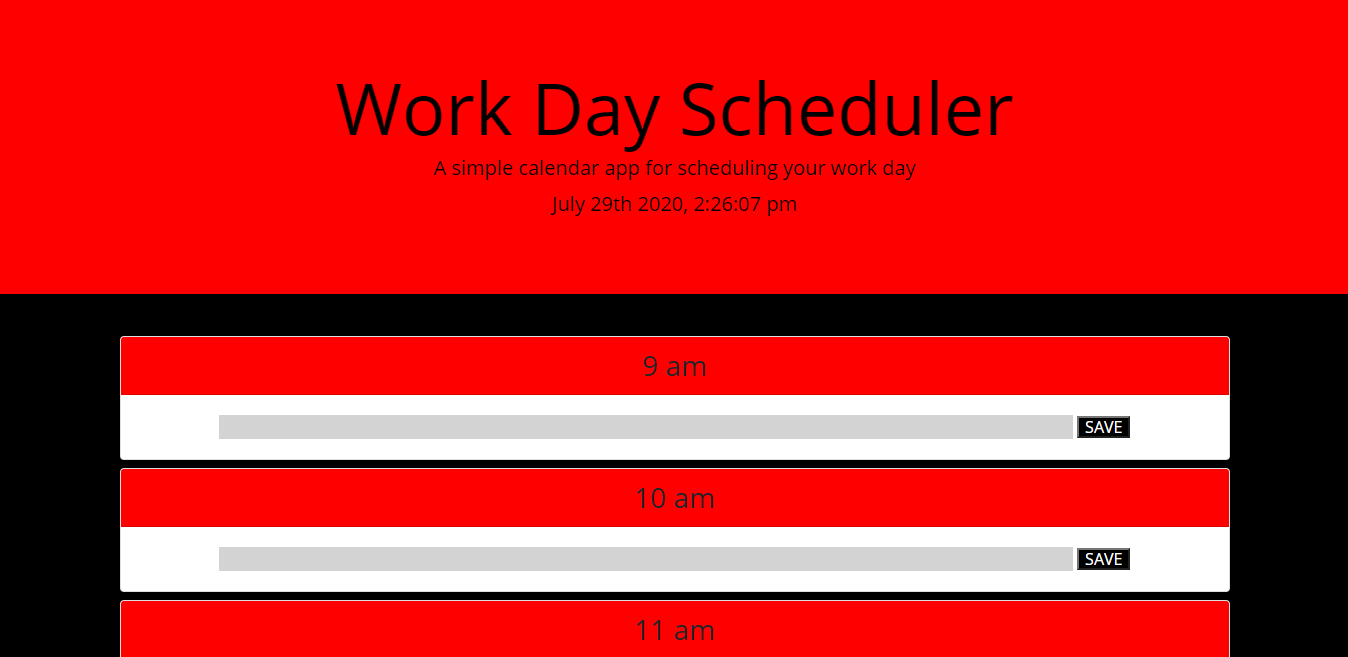 Work Day Scheduler
A simple calendar app for scheduling your work day
July 29th 2020, 2:26:07 pm
9 am
SAVE
10 am
SAVE
11 am